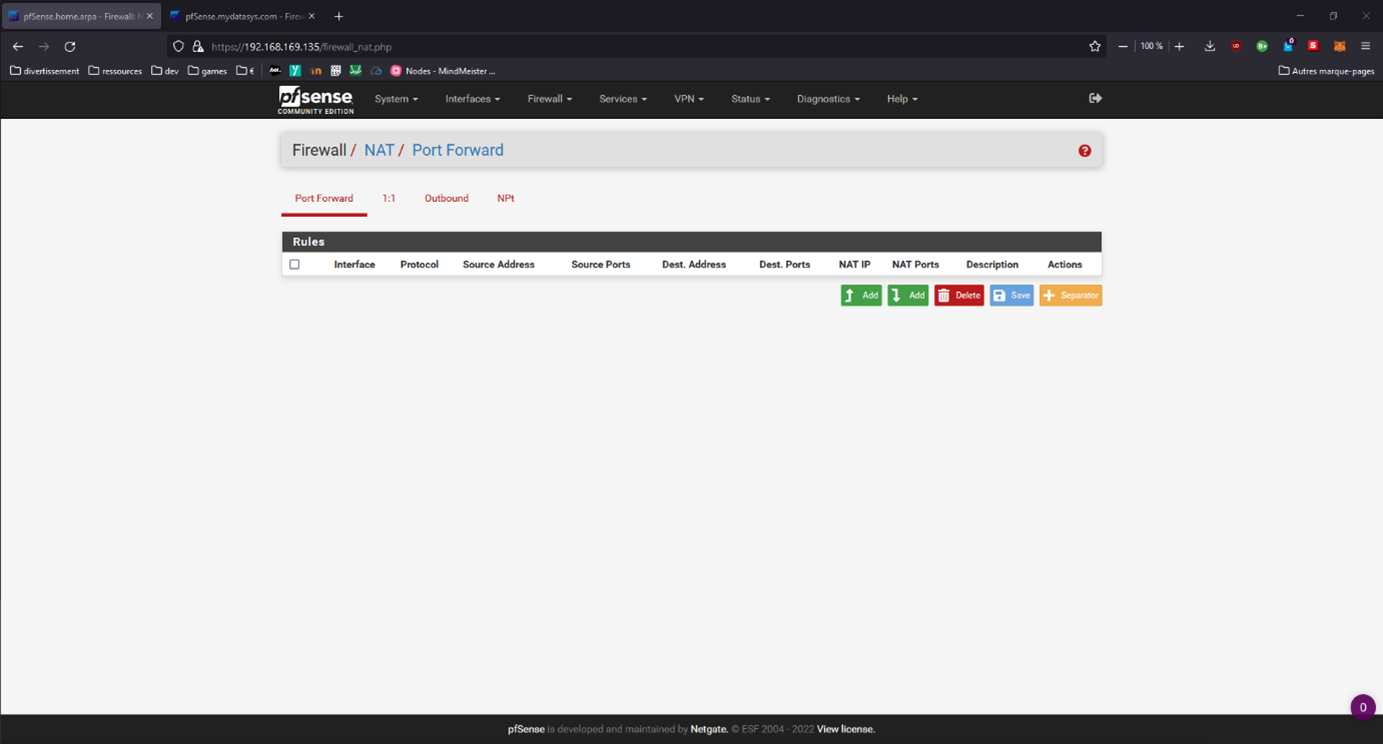 pfSense.home.arpa - Firewall: N
pfSense.mydatasys.com - Firew
https://192.168.169.135/firewall_nat.php
100 %
divertissement ressources dev games € Nodes - MindMeister ... Autres marque-pages
pfsense COMMUNITY EDITION
System Interfaces Firewall Services VPN Status Diagnostics Help
Firewall / NAT / Port Forward
Port Forward 1:1 Outbound NPt
Rules
Interface Protocol Source Address Source Ports Dest. Address Dest. Ports NAT IP NAT Ports Description Actions
Add Add Delete Save Separator
0
pfSense is developed and maintained by Netgate. © ESF 2004 - 2022 View license.